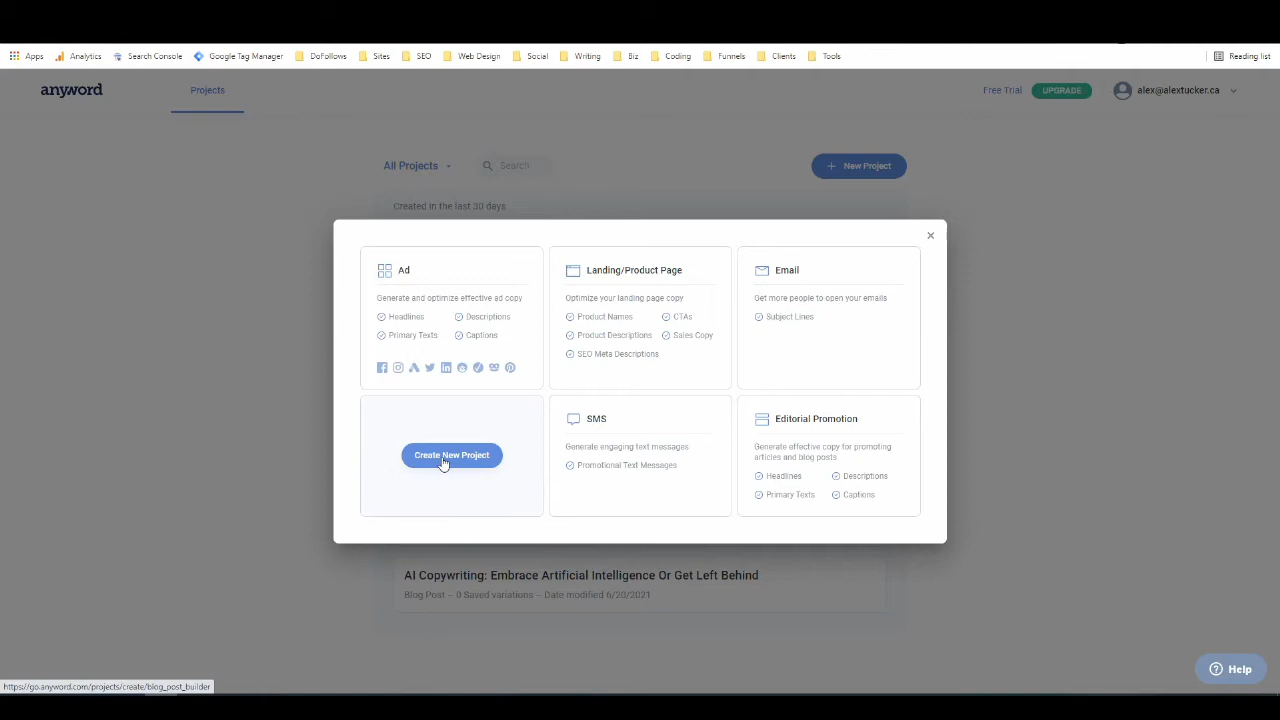 Apps Analytics Search Console Google Tag Manager DoFollows Sites SEO Web Design Social Writing Biz Coding Funnels Clients Tools Reading list
anyword Projects Free Trial UPGRADE alex@alextucker.ca
All Projects Search + New Project
Created in the last 30 days
Ad
Generate and optimize effective ad copy
Headlines Descriptions
Primary Texts Captions
Landing/Product Page
Optimize your landing page copy
Product Names CTAs
Product Descriptions Sales Copy
SEO Meta Descriptions
Email
Get more people to open your emails
Subject Lines
Create New Project
SMS
Generate engaging text messages
Promotional Text Messages
Editorial Promotion
Generate effective copy for promoting
articles and blog posts
Headlines Descriptions
Primary Texts Captions
AI Copywriting: Embrace Artificial Intelligence Or Get Left Behind
Blog Post – 0 Saved variations – Date modified 6/20/2021
Help
https://go.anyword.com/projects/create/blog_post_builder